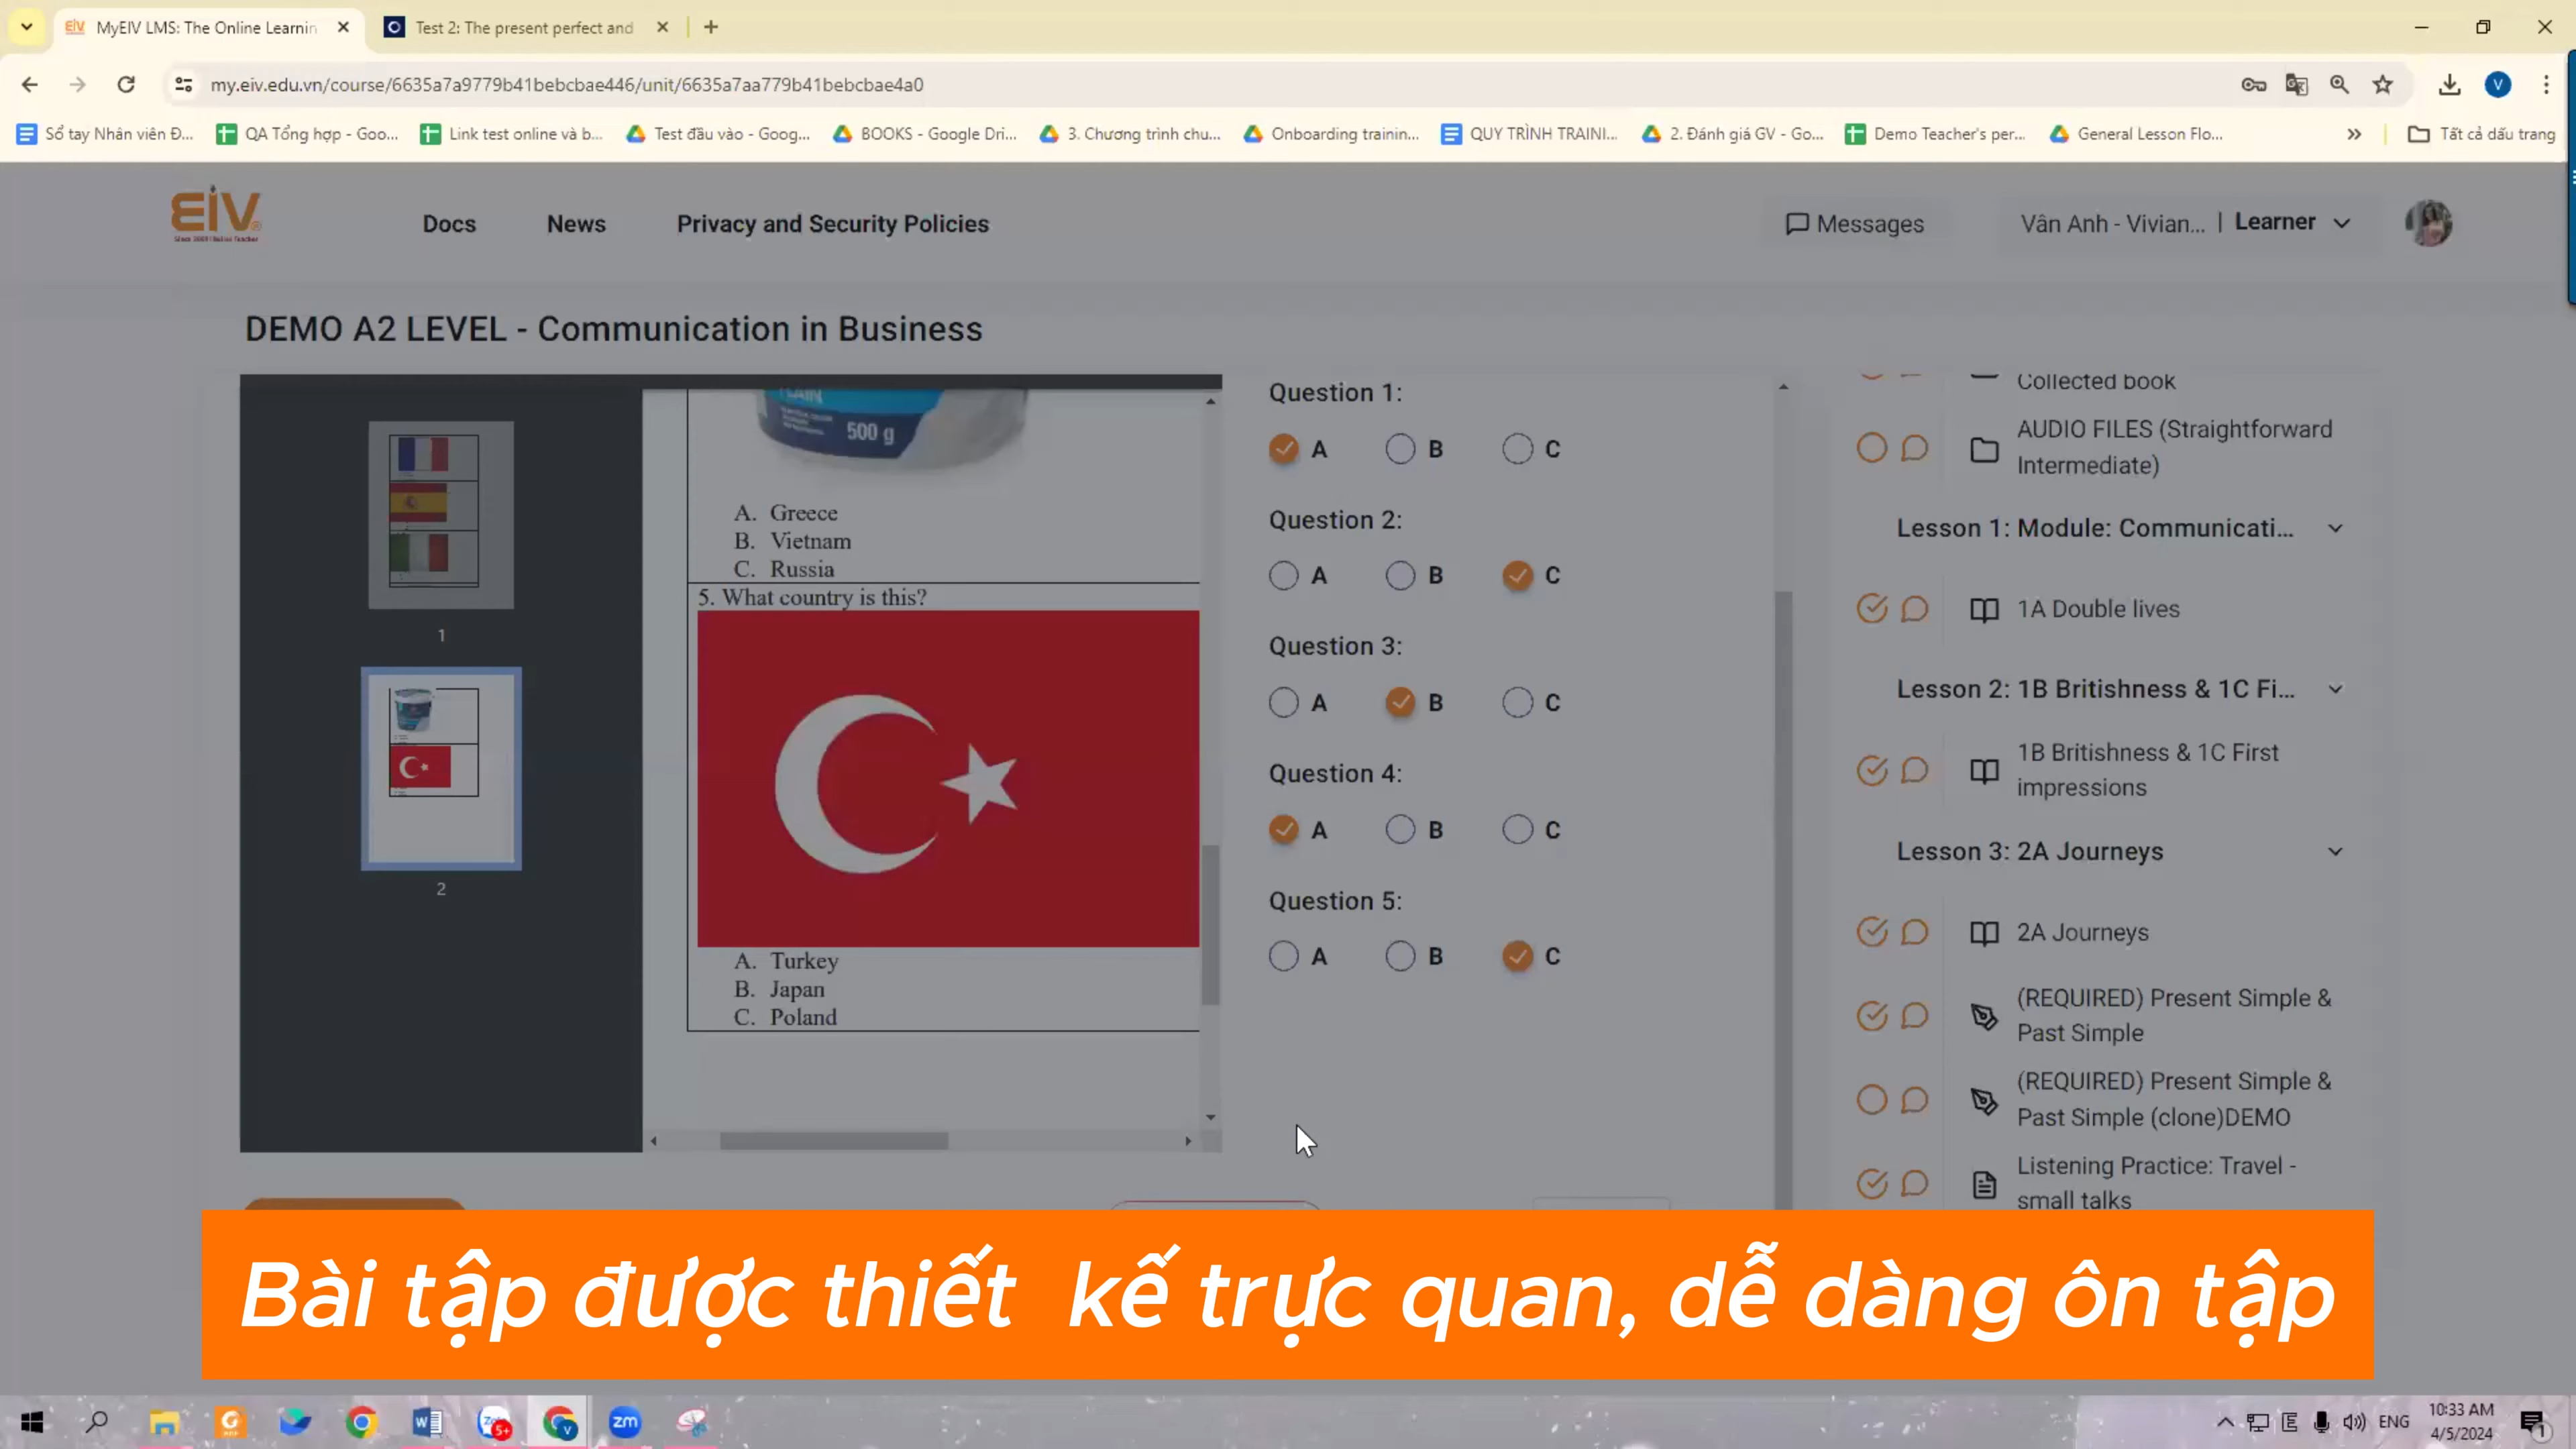 MyEIV LMS: The Online Learnin
Test 2: The present perfect and
my.eiv.edu.vn/course/6635a7a9779b41bebcbae446/unit/6635a7aa779b41bebcbae4a0
V
Sổ tay Nhân viên Đ...
QA Tổng hợp - Goo...
Link test online và b...
Test đầu vào - Goog...
BOOKS - Google Dri...
3. Chương trình chu...
Onboarding trainin...
QUY TRÌNH TRAINI...
2. Đánh giá GV - Go...
Demo Teacher's per...
General Lesson Flo...
Tất cả dấu trang
EIV
Docs
News
Privacy and Security Policies
Messages
Vân Anh - Vivian... | Learner
DEMO A2 LEVEL - Communication in Business
1
2
500 g
A. Greece
B. Vietnam
C. Russia
5. What country is this?
A. Turkey
B. Japan
C. Poland
Question 1:
A B C
Question 2:
A B C
Question 3:
A B C
Question 4:
A B C
Question 5:
A B C
Collected book
AUDIO FILES (Straightforward
Intermediate)
Lesson 1: Module: Communicati...
1A Double lives
Lesson 2: 1B Britishness & 1C Fi...
1B Britishness & 1C First
impressions
Lesson 3: 2A Journeys
2A Journeys
(REQUIRED) Present Simple &
Past Simple
(REQUIRED) Present Simple &
Past Simple (clone)DEMO
Listening Practice: Travel -
small talks
Bài tập được thiết kế trực quan, dễ dàng ôn tập
5+
V
zm
ENG
10:33 AM
4/5/2024
1